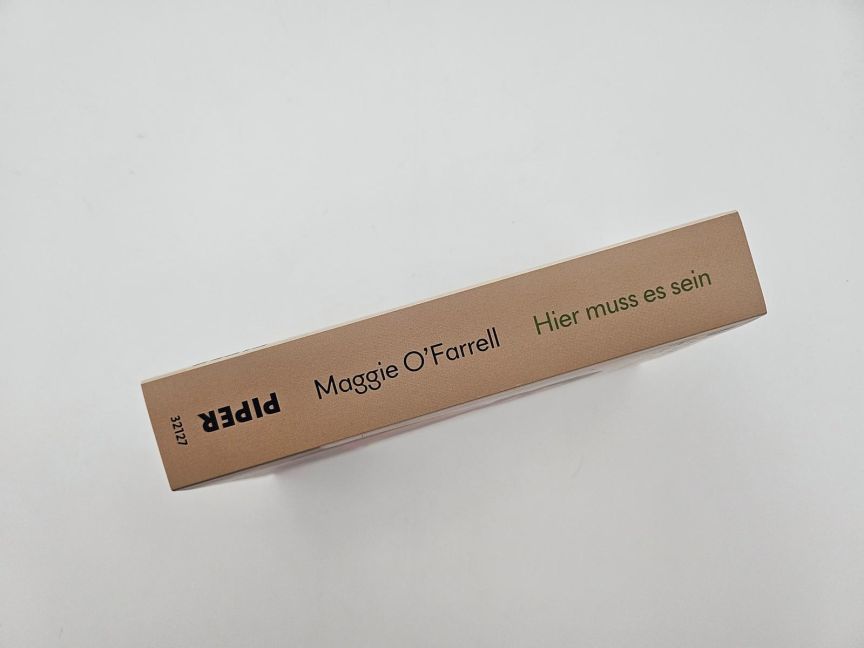 32127
PIPER
Maggie O'Farrell
Hier muss es sein